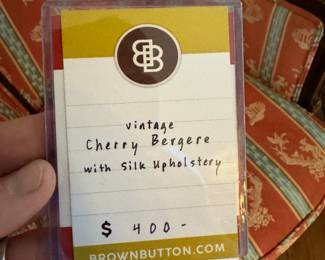 BB
vintage
Cherry Bergere
with Silk Upholstery
$ 400-
BROWNBUTTON.COM